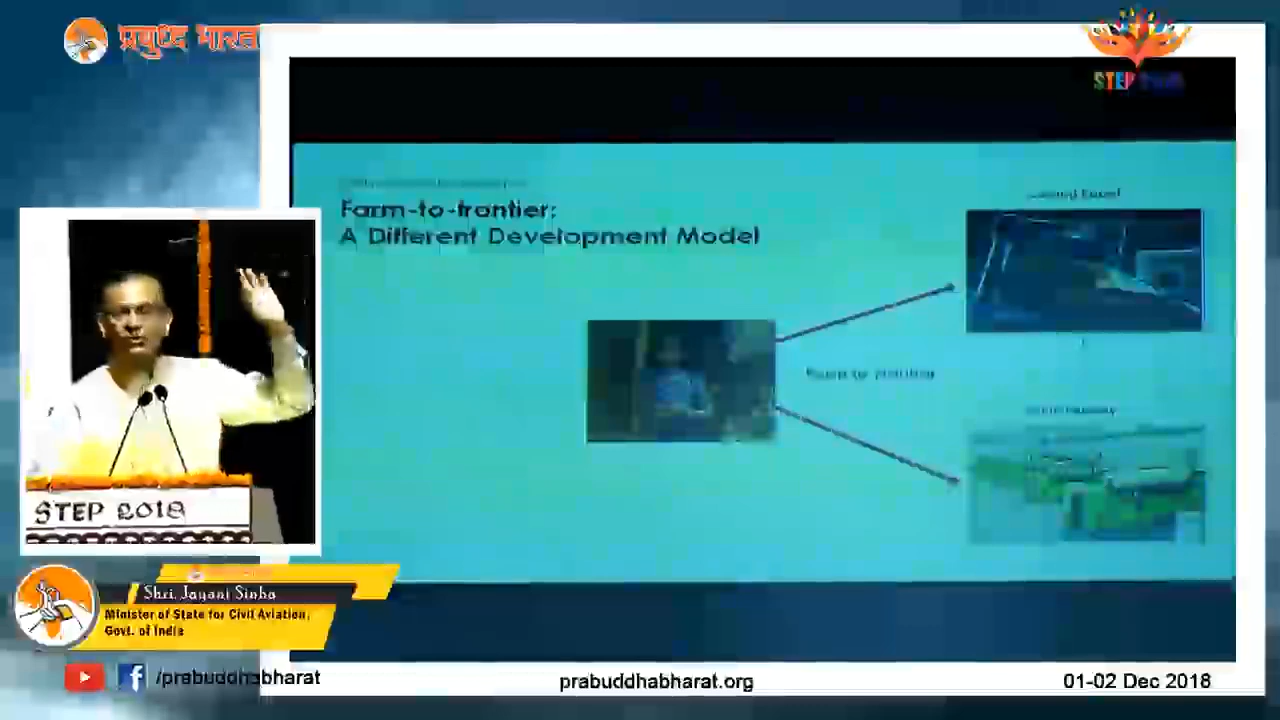 प्रबुध्द भारत
STEP
Farm-to-frontier:
A Different Development Model
STEP 2018
Shri. Jayant Sinha
Minister of State for Civil Aviation,
Govt. of India
/prabuddhabharat
prabuddhabharat.org
01-02 Dec 2018